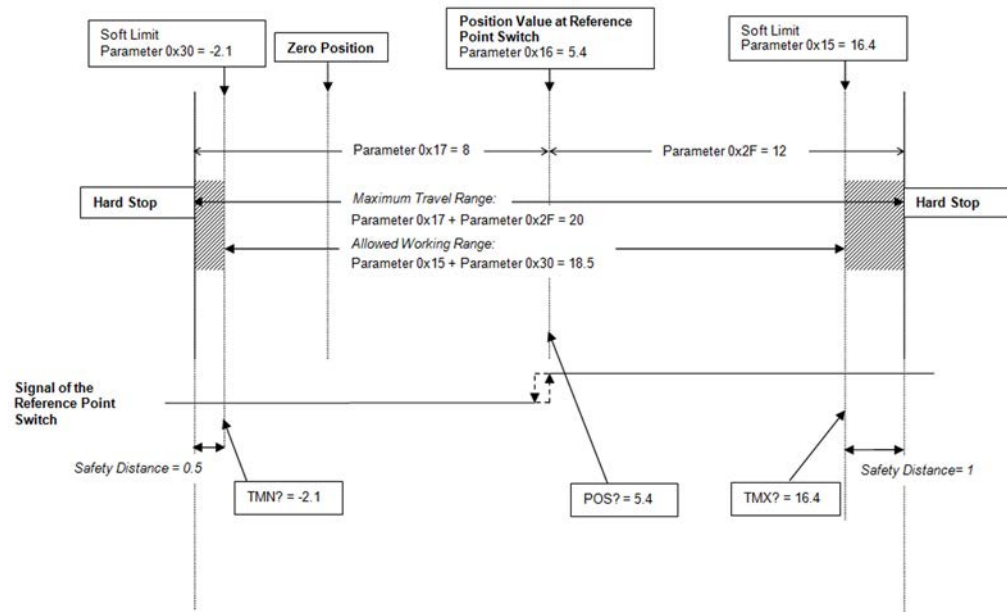 Soft Limit
Parameter 0x30 = -2.1
Zero Position
Position Value at Reference
Point Switch
Parameter 0x16 = 5.4
Soft Limit
Parameter 0x15 = 16.4
Parameter 0x17 = 8
Parameter 0x2F = 12
Hard Stop
Maximum Travel Range:
Parameter 0x17 + Parameter 0x2F = 20
Hard Stop
Allowed Working Range:
Parameter 0x15 + Parameter 0x30 = 18.5
Signal of the
Reference Point
Switch
Safety Distance = 0.5
Safety Distance= 1
TMN? = -2.1
POS? = 5.4
TMX? = 16.4